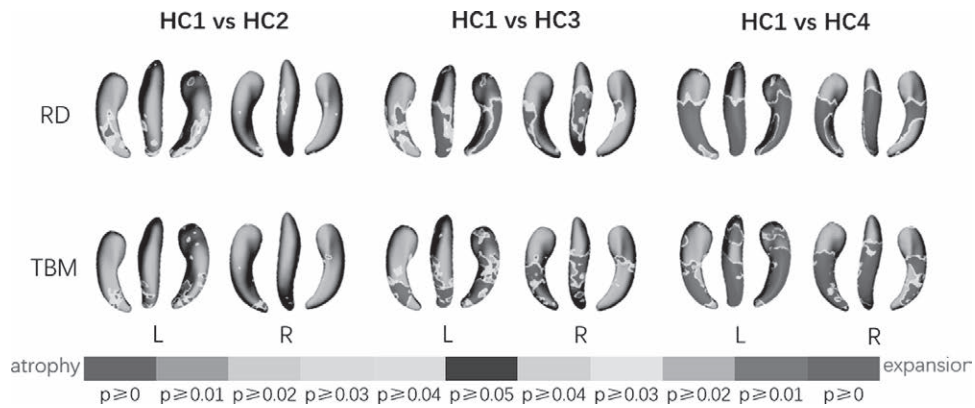 HC1 vs HC2 HC1 vs HC3 HC1 vs HC4
RD
TBM
L R L R L R
atrophy expansion
p≥0 p≥0.01 p≥0.02 p≥0.03 p≥0.04 p≥0.05 p≥0.04 p≥0.03 p≥0.02 p≥0.01 p≥0